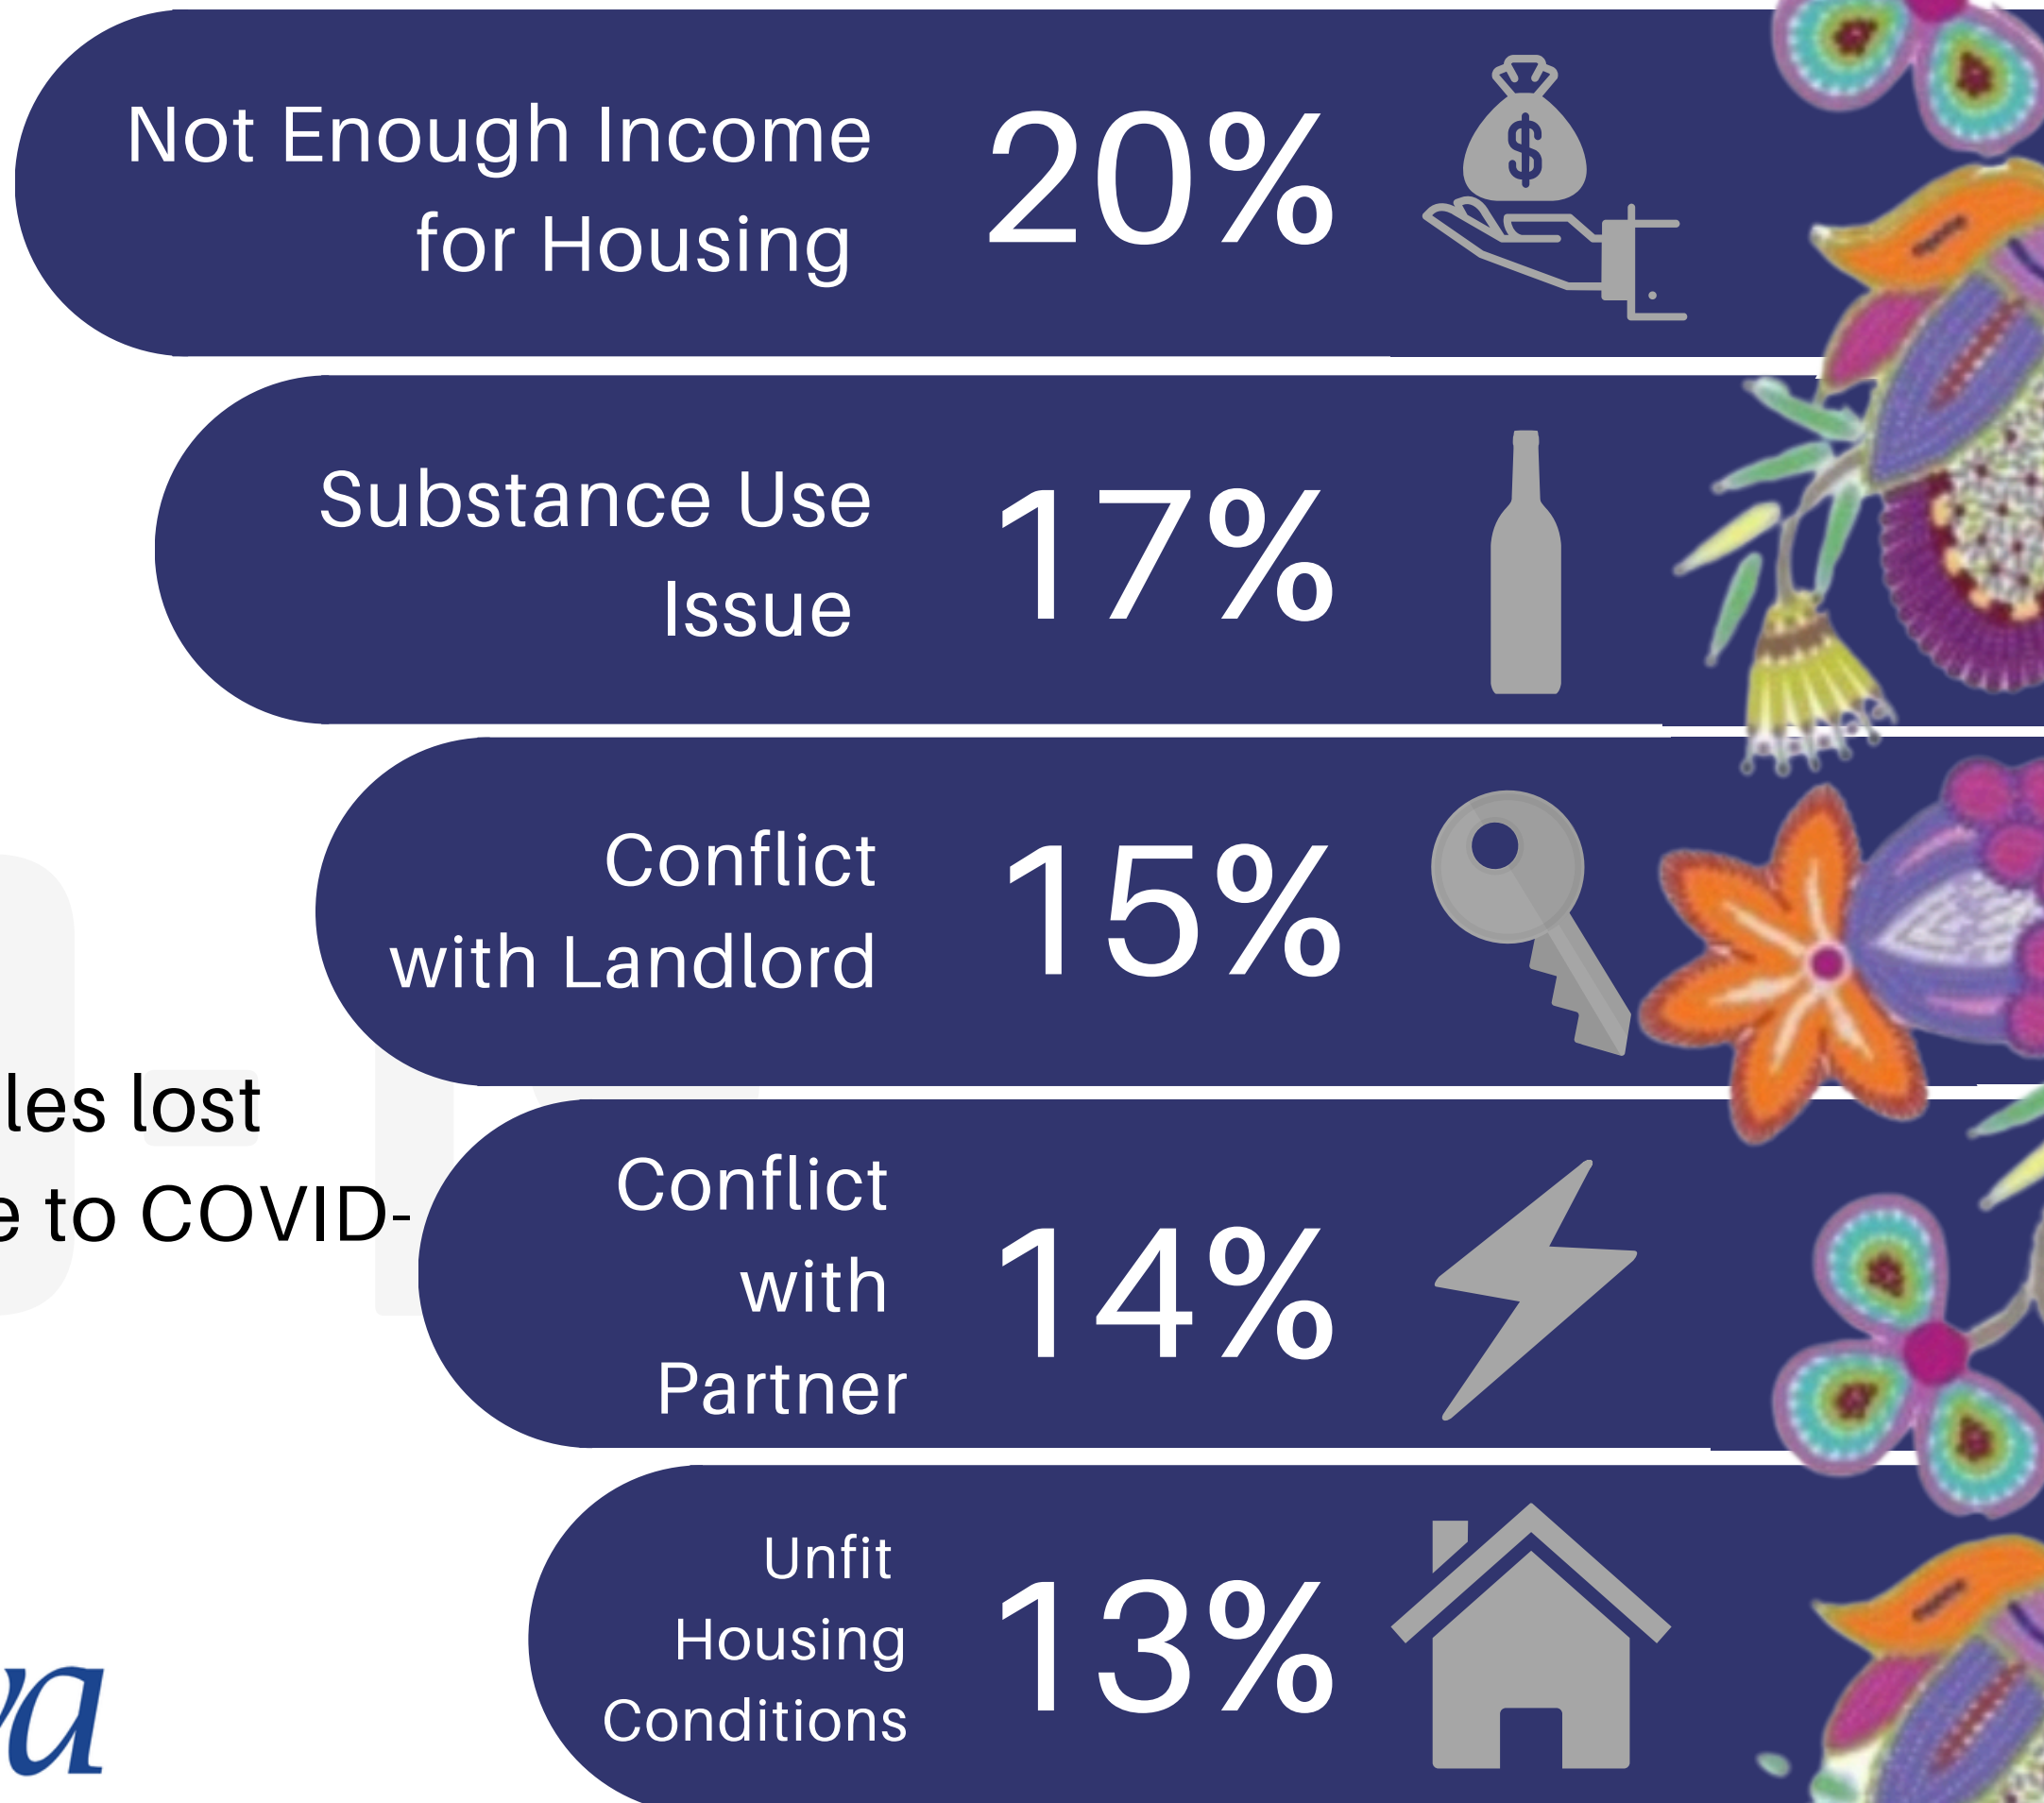 Not Enough Income
for Housing
20%
$
Substance Use
Issue
17%
Conflict
with Landlord
15%
lost
to COVID-
Conflict
with
Partner
14%
Unfit
Housing
Conditions
13%